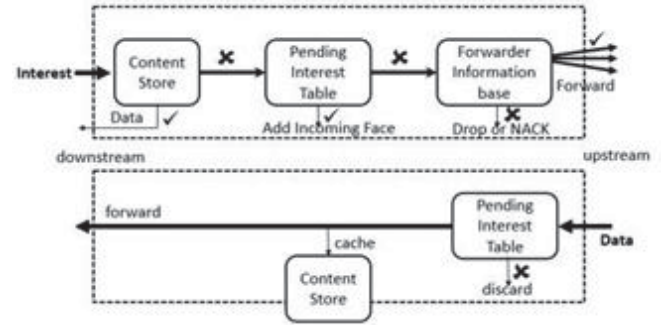 Interest
Content
Store
Pending
Interest
Table
Forwarder
Information
base
Forward
Data
Add Incoming Face
Drop or NACK
downstream
upstream
forward
Pending
Interest
Table
Data
cache
Content
Store
discard